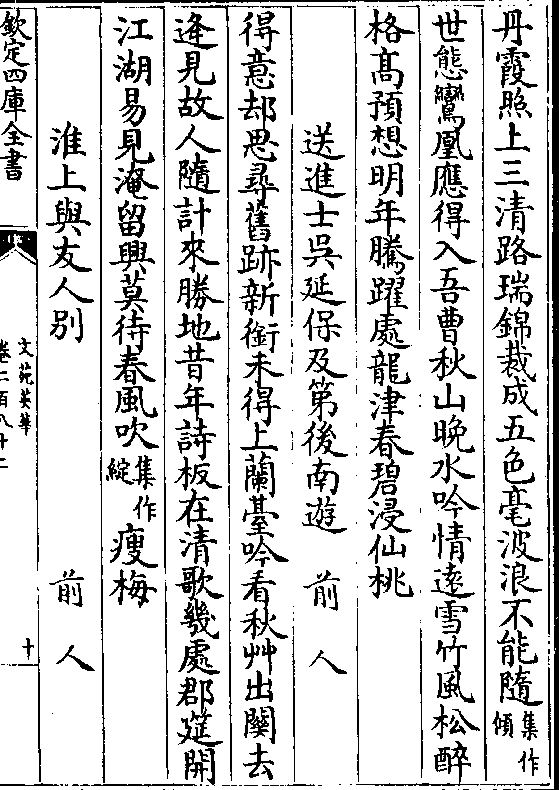 丹霞照上三清路瑞錦裁成五色毫波浪不能隨集作傾
世態鸞凰應得入吾曹秋山晚水吟情逺雪竹風松醉
格髙預想明年騰躍處龍津春碧浸仙桃
送進士吳延保及第後南遊　前人
得意却思尋舊跡新銜未得上蘭臺吟看秋艸出關去
逄見故人隨計來勝地昔年詩板在清歌幾處郡筵開
江湖易見淹留興莫待春風吹集作綻瘦梅
淮上與友人别　前人
欽定四庫全書
文苑英華
卷二百八十二
十